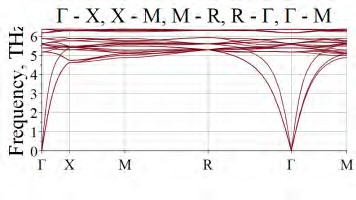 Γ - X, X - M, M - R, R - Γ, Γ - M
Frequency, THz
6
5
4
3
2
1
0
Γ X M R Γ M